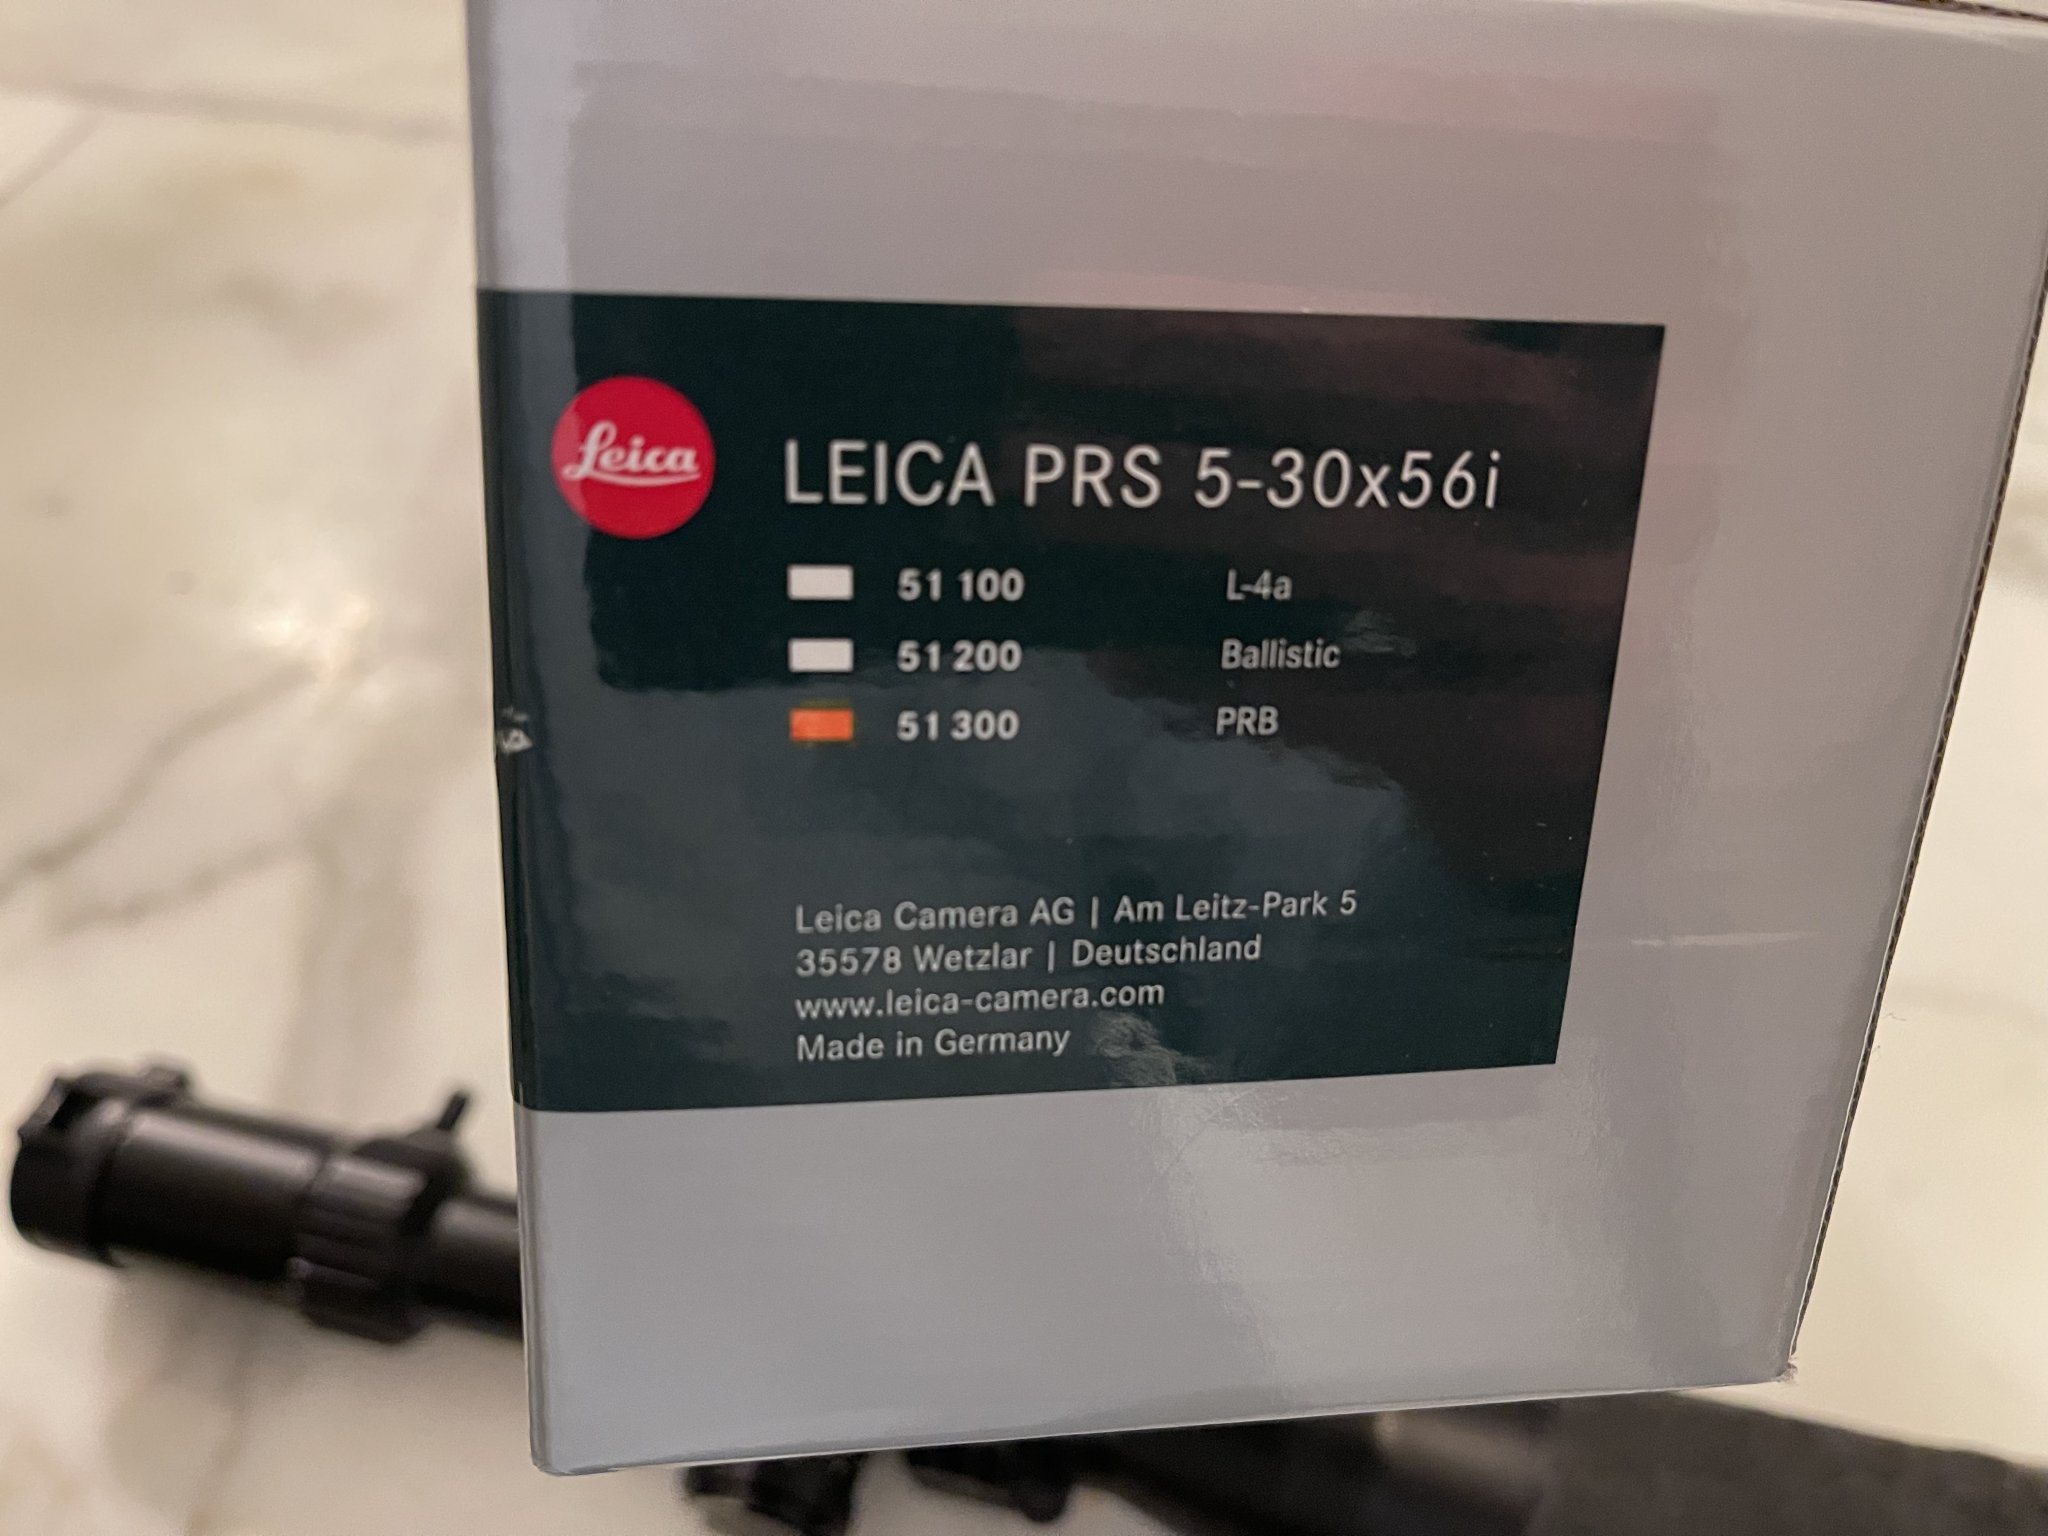 Leica
LEICA PRS 5-30x56i
51 100 L-4a
51 200 Ballistic
51 300 PRB
Leica Camera AG | Am Leitz-Park 5
35578 Wetzlar | Deutschland
www.leica-camera.com
Made in Germany